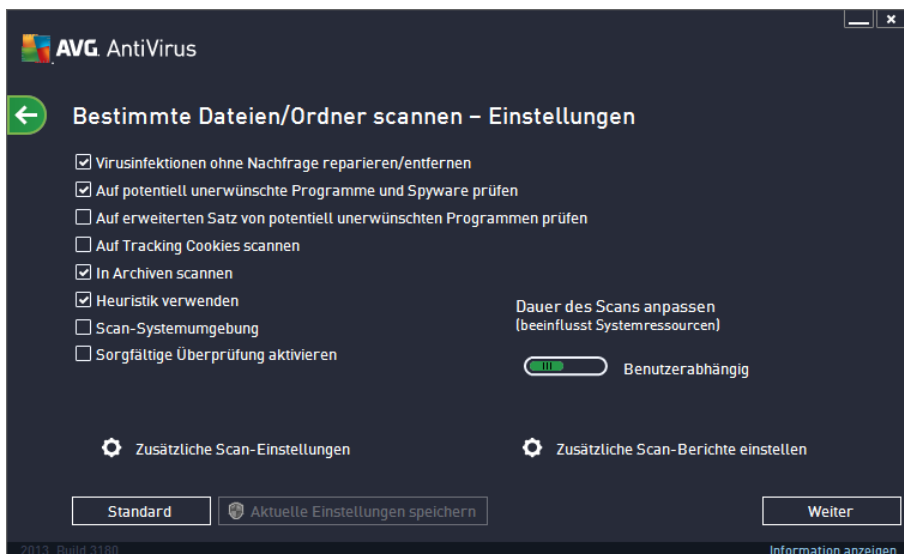 AVG. AntiVirus
Bestimmte Dateien/Ordner scannen – Einstellungen
Virusinfektionen ohne Nachfrage reparieren/entfernen
Auf potentiell unerwünschte Programme und Spyware prüfen
Auf erweiterten Satz von potentiell unerwünschten Programmen prüfen
Auf Tracking Cookies scannen
In Archiven scannen
Heuristik verwenden
Scan-Systemumgebung
Sorgfältige Überprüfung aktivieren
Dauer des Scans anpassen
(beeinflusst Systemressourcen)
Benutzerabhängig
Zusätzliche Scan-Einstellungen
Zusätzliche Scan-Berichte einstellen
Standard
Aktuelle Einstellungen speichern
Weiter
2013 Build 3180
Information anzeigen